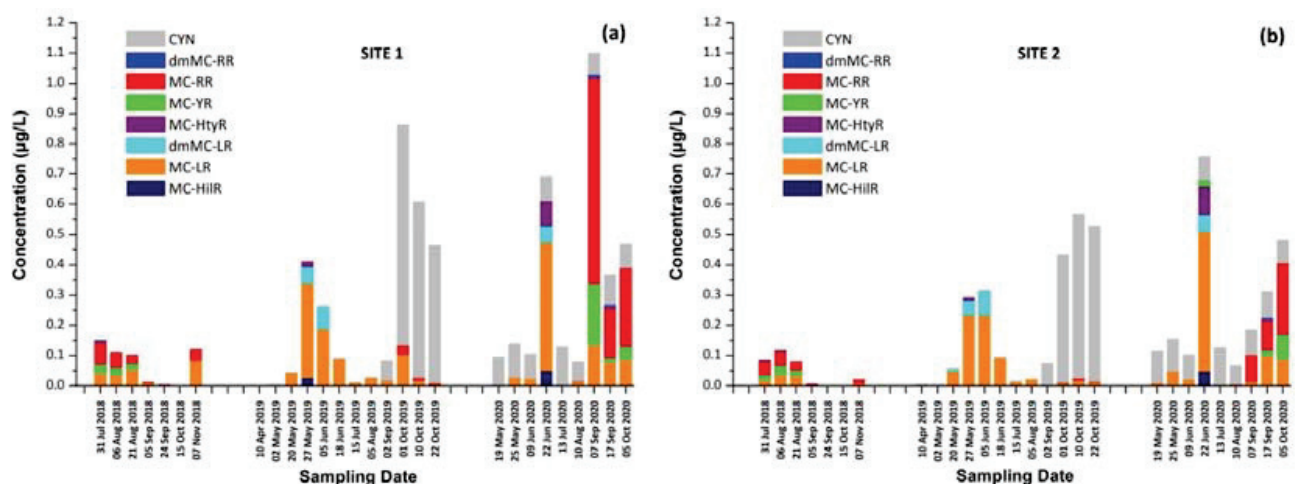 (a)
SITE 1
CYN
dmMC-RR
MC-RR
MC-YR
MC-HtyR
dmMC-LR
MC-LR
MC-HilR
Concentration (µg/L)
1.2
1.1
1.0
0.9
0.8
0.7
0.6
0.5
0.4
0.3
0.2
0.1
0.0
31 Jul 2018
06 Aug 2018
21 Aug 2018
05 Sep 2018
24 Sep 2018
15 Oct 2018
07 Nov 2018
10 Apr 2019
02 May 2019
20 May 2019
27 May 2019
05 Jun 2019
18 Jun 2019
15 Jul 2019
05 Aug 2019
02 Sep 2019
01 Oct 2019
10 Oct 2019
22 Oct 2019
19 May 2020
25 May 2020
09 Jun 2020
22 Jun 2020
13 Jul 2020
10 Aug 2020
07 Sep 2020
17 Sep 2020
05 Oct 2020
Sampling Date
(b)
SITE 2
CYN
dmMC-RR
MC-RR
MC-YR
MC-HtyR
dmMC-LR
MC-LR
MC-HilR
Concentration (µg/L)
1.2
1.1
1.0
0.9
0.8
0.7
0.6
0.5
0.4
0.3
0.2
0.1
0.0
31 Jul 2018
06 Aug 2018
21 Aug 2018
05 Sep 2018
24 Sep 2018
15 Oct 2018
07 Nov 2018
10 Apr 2019
02 May 2019
20 May 2019
27 May 2019
05 Jun 2019
18 Jun 2019
15 Jul 2019
05 Aug 2019
02 Sep 2019
01 Oct 2019
10 Oct 2019
22 Oct 2019
19 May 2020
25 May 2020
09 Jun 2020
22 Jun 2020
13 Jul 2020
10 Aug 2020
07 Sep 2020
17 Sep 2020
05 Oct 2020
Sampling Date